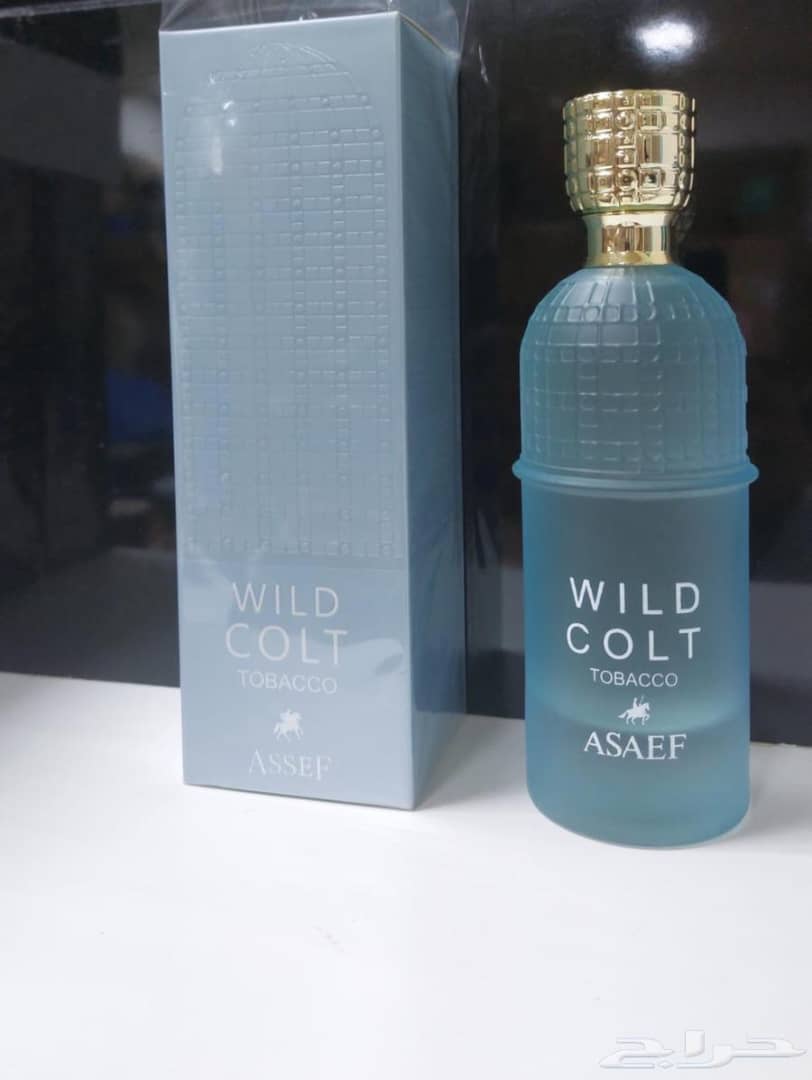 WILD
COLT
TOBACCO
ASSEF
WILD
COLT
TOBACCO
ASAEF
حراج